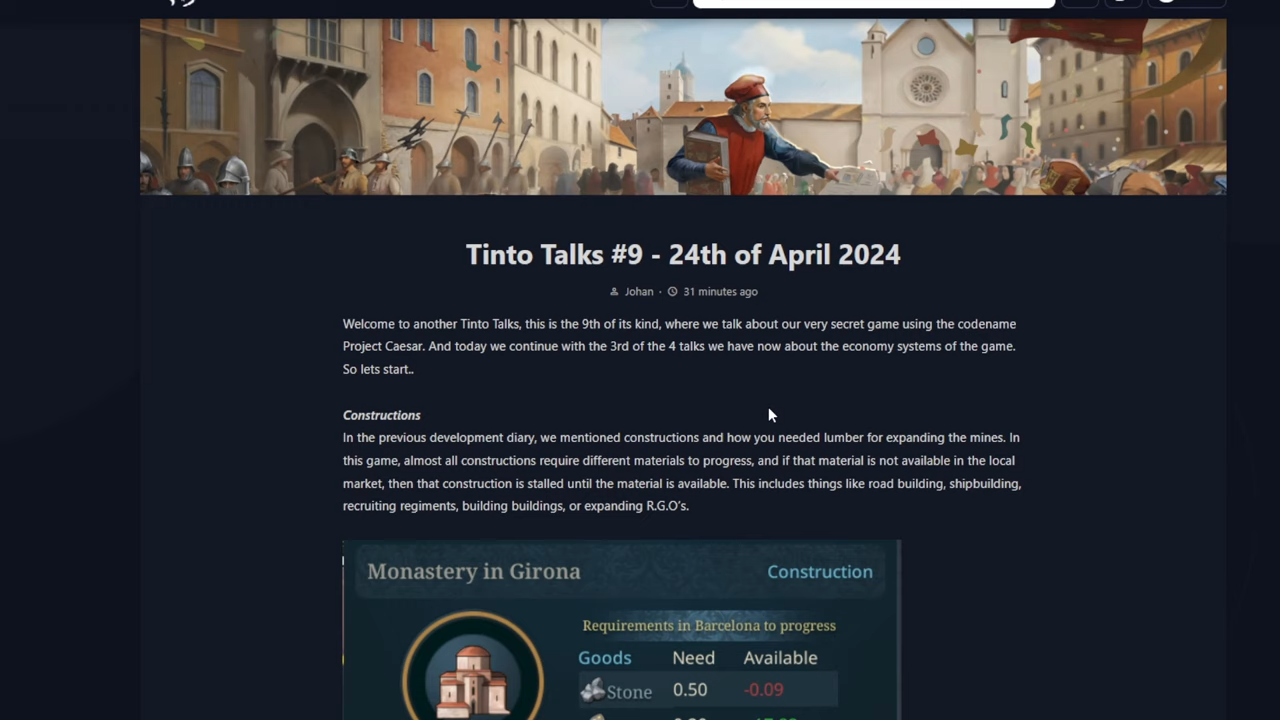 Tinto Talks #9 - 24th of April 2024
Johan · 31 minutes ago
Welcome to another Tinto Talks, this is the 9th of its kind, where we talk about our very secret game using the codename
Project Caesar. And today we continue with the 3rd of the 4 talks we have now about the economy systems of the game.
So lets start..
Constructions
In the previous development diary, we mentioned constructions and how you needed lumber for expanding the mines. In
this game, almost all constructions require different materials to progress, and if that material is not available in the local
market, then that construction is stalled until the material is available. This includes things like road building, shipbuilding,
recruiting regiments, building buildings, or expanding R.G.O's.
Monastery in Girona Construction
Requirements in Barcelona to progress
Goods Need Available
Stone 0.50 -0.09